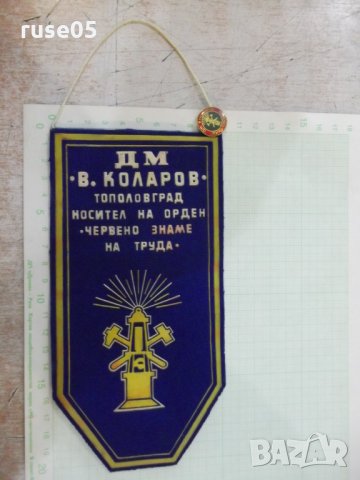 ruse05
ДМ
·В. КОЛАРОВ·
ТОПОЛОВГРАД
НОСИТЕЛ НА ОРДЕН
·ЧЕРВЕНО ЗНАМЕ
НА ТРУДА·
BAZAR